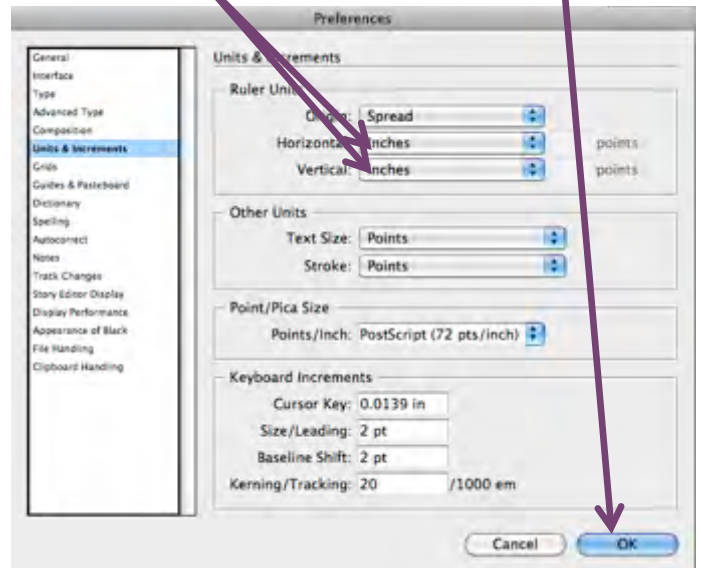 Preferences
General
Interface
Type
Advanced Type
Composition
Units & Increments
Grids
Guides & Pasteboard
Dictionary
Spelling
Autocorrect
Notes
Track Changes
Story Editor Display
Display Performance
Appearance of Black
File Handling
Clipboard Handling
Units & Increments
Ruler Units
Origin: Spread
Horizontal: Inches points
Vertical: Inches points
Other Units
Text Size: Points
Stroke: Points
Point/Pica Size
Points/Inch: PostScript (72 pts/inch)
Keyboard Increments
Cursor Key: 0.0139 in
Size/Leading: 2 pt
Baseline Shift: 2 pt
Kerning/Tracking: 20 /1000 em
Cancel OK